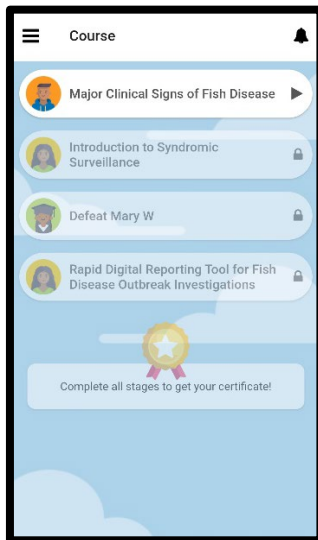 Course
Major Clinical Signs of Fish Disease
Introduction to Syndromic
Surveillance
Defeat Mary W
Rapid Digital Reporting Tool for Fish
Disease Outbreak Investigations
Complete all stages to get your certificate!